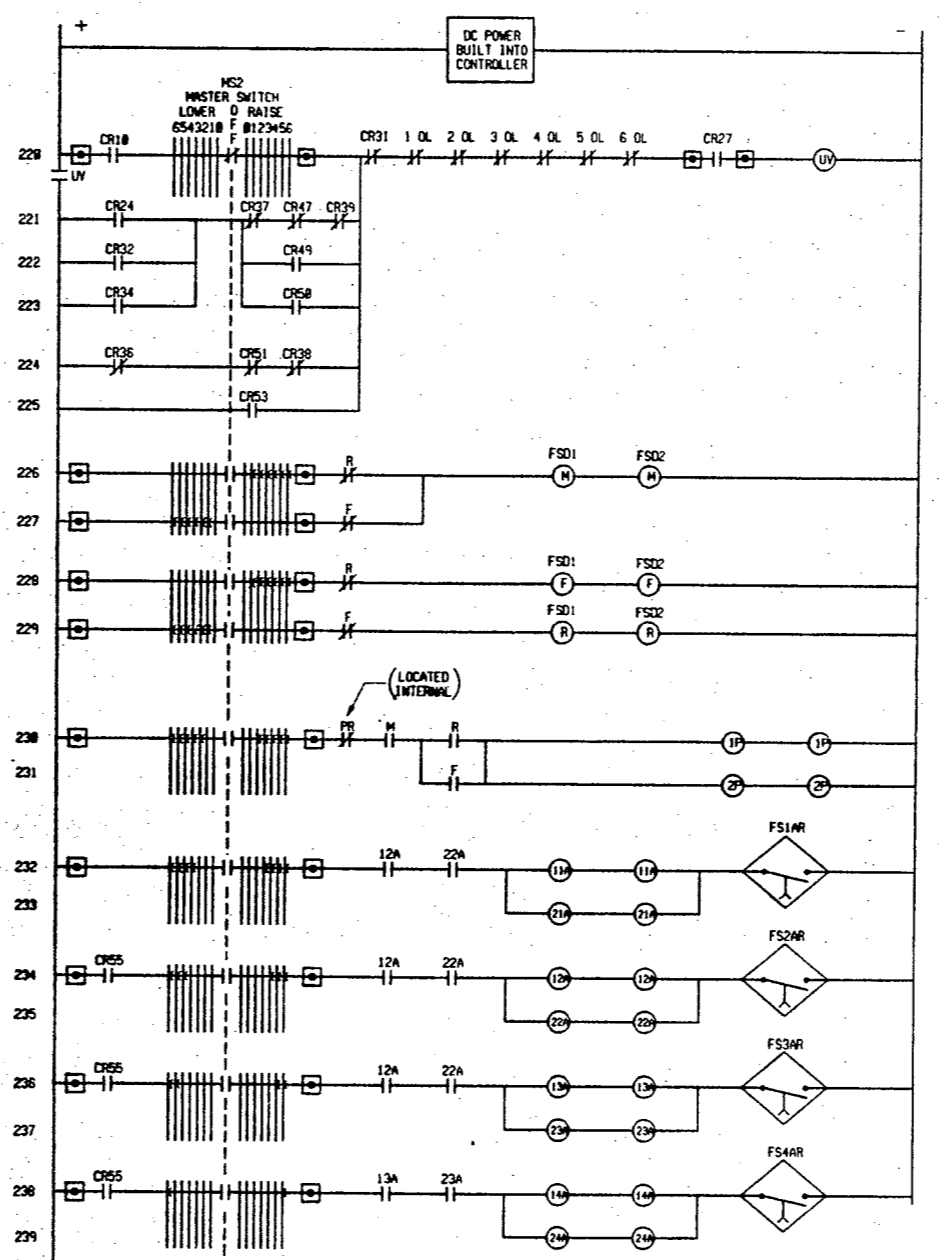 + -
DC POWER
BUILT INTO
CONTROLLER
MS2
MASTER SWITCH
LOWER O RAISE
6543210 F 0123456
F
220 CR10 CR31 1 OL 2 OL 3 OL 4 OL 5 OL 6 OL CR27 UV
UV
221 CR24 CR37 CR47 CR39
222 CR32 CR49
223 CR34 CR50
224 CR36 CR51 CR38
225 CR53
FSD1 FSD2
226 R M M
227 F
FSD1 FSD2
228 R F F
FSD1 FSD2
229 F R R
(LOCATED
INTERNAL)
230 PR M R 1P 1P
231 F 2P 2P
FS1AR
232 12A 22A 11A 11A
233 21A 21A
FS2AR
234 CR55 12A 22A 12A 12A
235 22A 22A
FS3AR
236 CR55 12A 22A 13A 13A
237 23A 23A
FS4AR
238 CR55 13A 23A 14A 14A
239 24A 24A